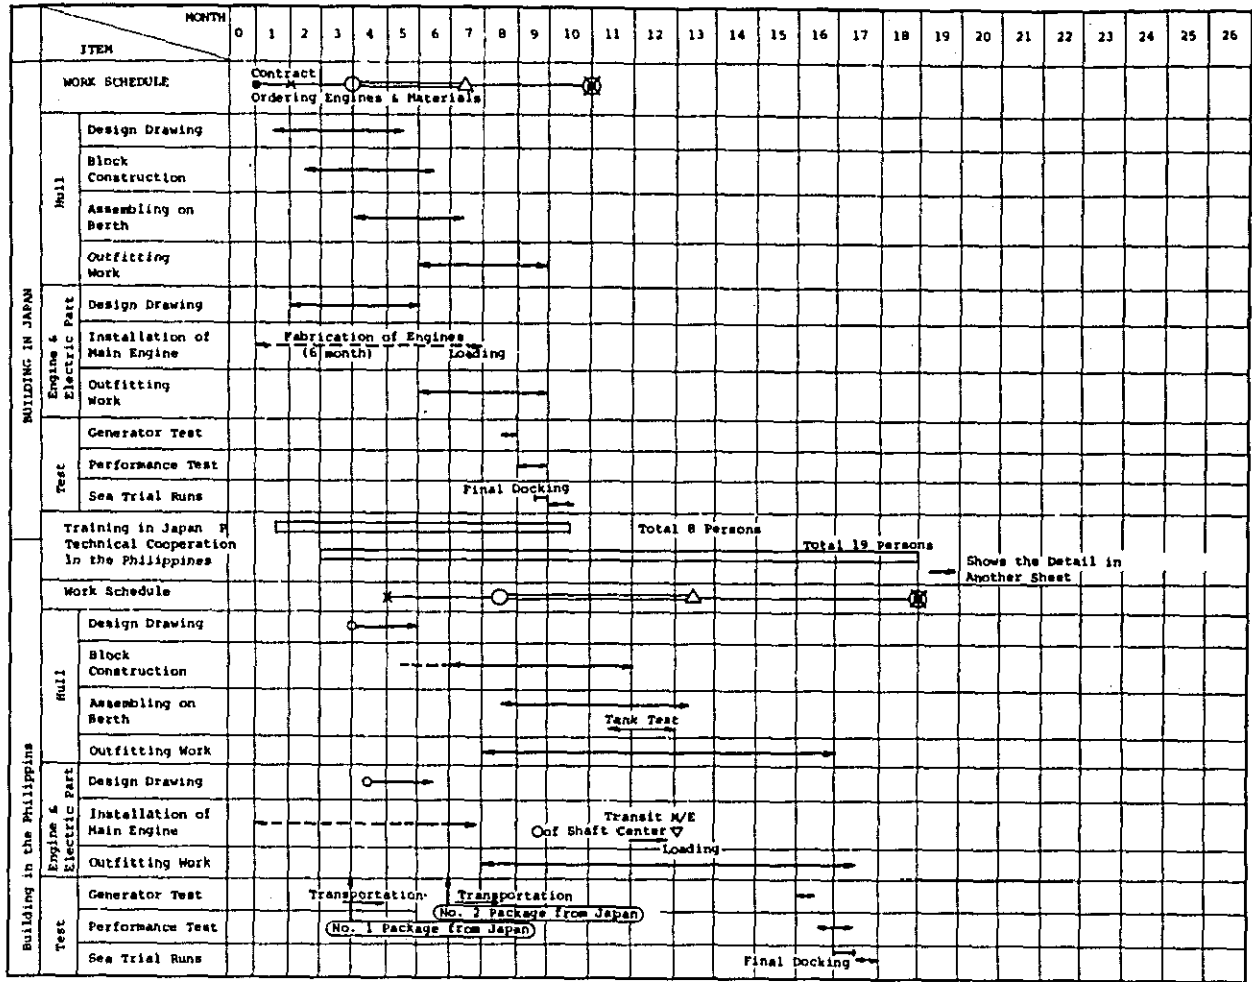 MONTH
0 1 2 3 4 5 6 7 8 9 10 11 12 13 14 15 16 17 18 19 20 21 22 23 24 25 26
ITEM
WORK SCHEDULE
Contract
Ordering Engines & Materials
BUILDING IN JAPAN
Hull
Design Drawing
Block
Construction
Assembling on
Berth
Outfitting
Work
Engine &
Electric Part
Design Drawing
Installation of
Main Engine
Fabrication of Engines
(6 month)
Loading
Outfitting
Work
Test
Generator Test
Performance Test
Sea Trial Runs
Final Docking
Training in Japan P
Total 8 Persons
Technical Cooperation
in the Philippines
Total 19 Persons
Shows the Detail in
Another Sheet
Work Schedule
Building in the Philippins
Hull
Design Drawing
Block
Construction
Assembling on
Berth
Tank Test
Outfitting Work
Engine &
Electric Part
Design Drawing
Installation of
Main Engine
Transit M/E
of Shaft Center
Loading
Outfitting Work
Test
Generator Test
Transportation
Transportation
No. 2 Package from Japan
Performance Test
No. 1 Package from Japan
Sea Trial Runs
Final Docking